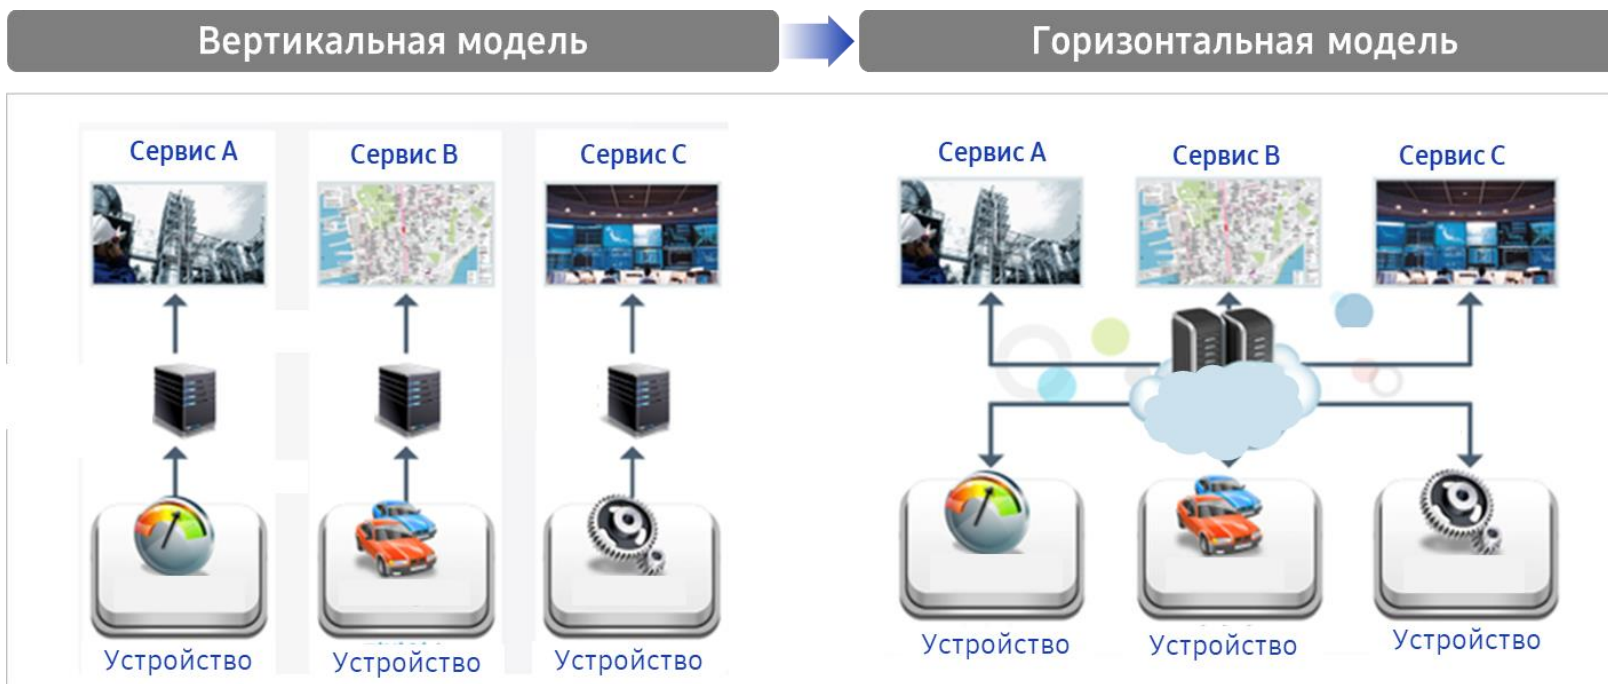 Вертикальная модель
Горизонтальная модель
Сервис A
Сервис B
Сервис C
Сервис A
Сервис B
Сервис C
Устройство
Устройство
Устройство
Устройство
Устройство
Устройство